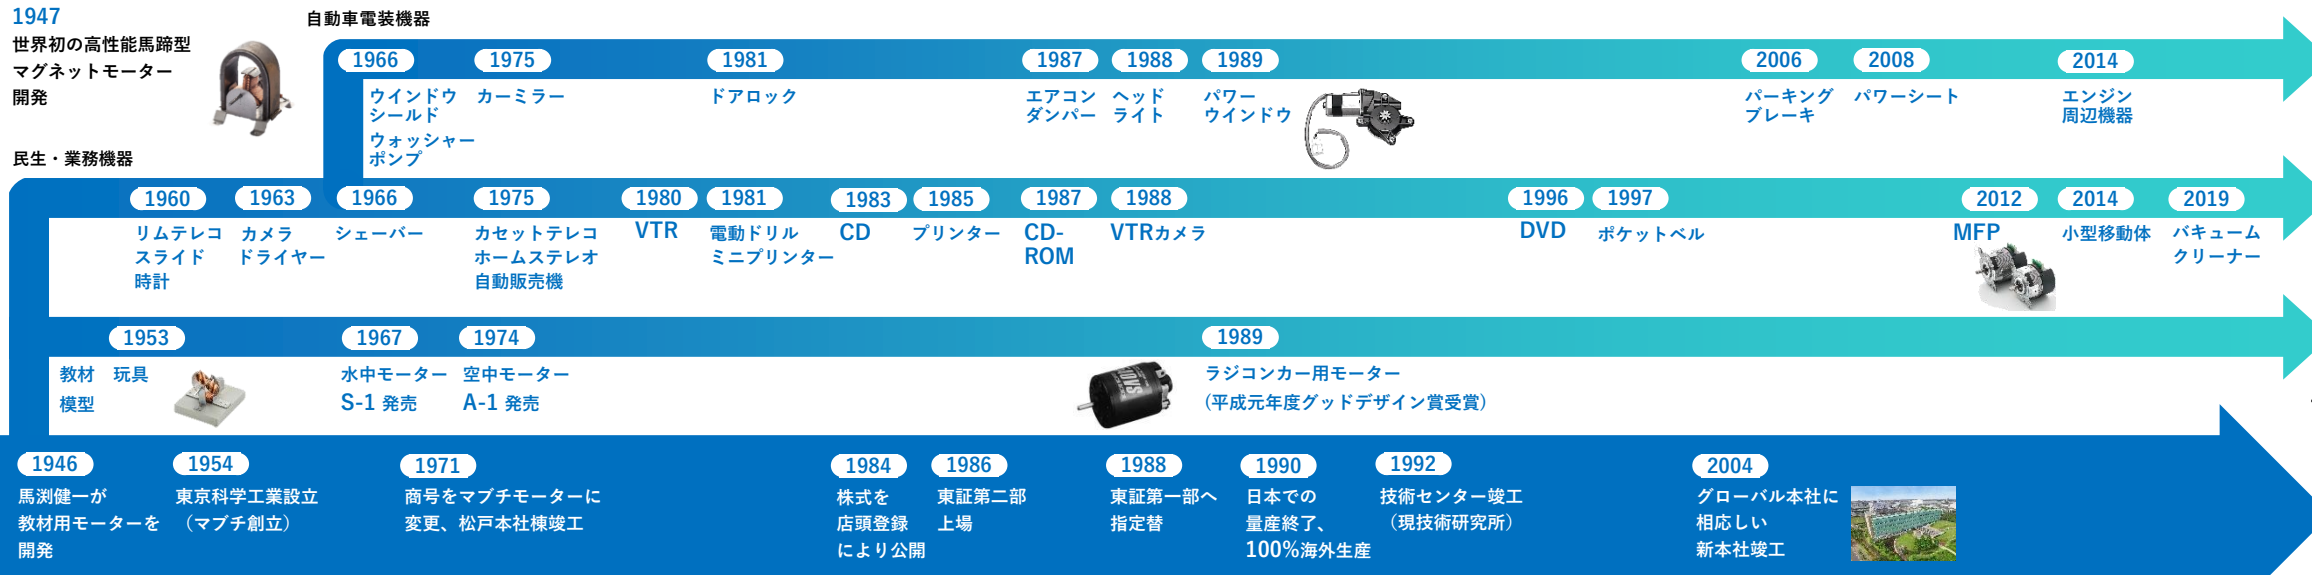 1947
世界初の高性能馬蹄型
マグネットモーター
開発
自動車電装機器
1966
ウインドウ
シールド
ウォッシャー
ポンプ
1975
カーミラー
1981
ドアロック
1987
エアコン
ダンパー
1988
ヘッド
ライト
1989
パワー
ウインドウ
2006
パーキング
ブレーキ
2008
パワーシート
2014
エンジン
周辺機器
民生・業務機器
1960
リムテレコ
スライド
時計
1963
カメラ
ドライヤー
1966
シェーバー
1975
カセットテレコ
ホームステレオ
自動販売機
1980
VTR
1981
電動ドリル
ミニプリンター
1983
CD
1985
プリンター
1987
CD-
ROM
1988
VTRカメラ
1996
DVD
1997
ポケットベル
2012
MFP
2014
小型移動体
2019
バキューム
クリーナー
教材
模型
1953
玩具
1967
水中モーター
S-1 発売
1974
空中モーター
A-1 発売
1989
ラジコンカー用モーター
(平成元年度グッドデザイン賞受賞)
1946
馬渕健一が
教材用モーターを
開発
1954
東京科学工業設立
（マブチ創立）
1971
商号をマブチモーターに
変更、松戸本社棟竣工
1984
株式を
店頭登録
により公開
1986
東証第二部
上場
1988
東証第一部へ
指定替
1990
日本での
量産終了、
100%海外生産
1992
技術センター竣工
（現技術研究所）
2004
グローバル本社に
相応しい
新本社竣工